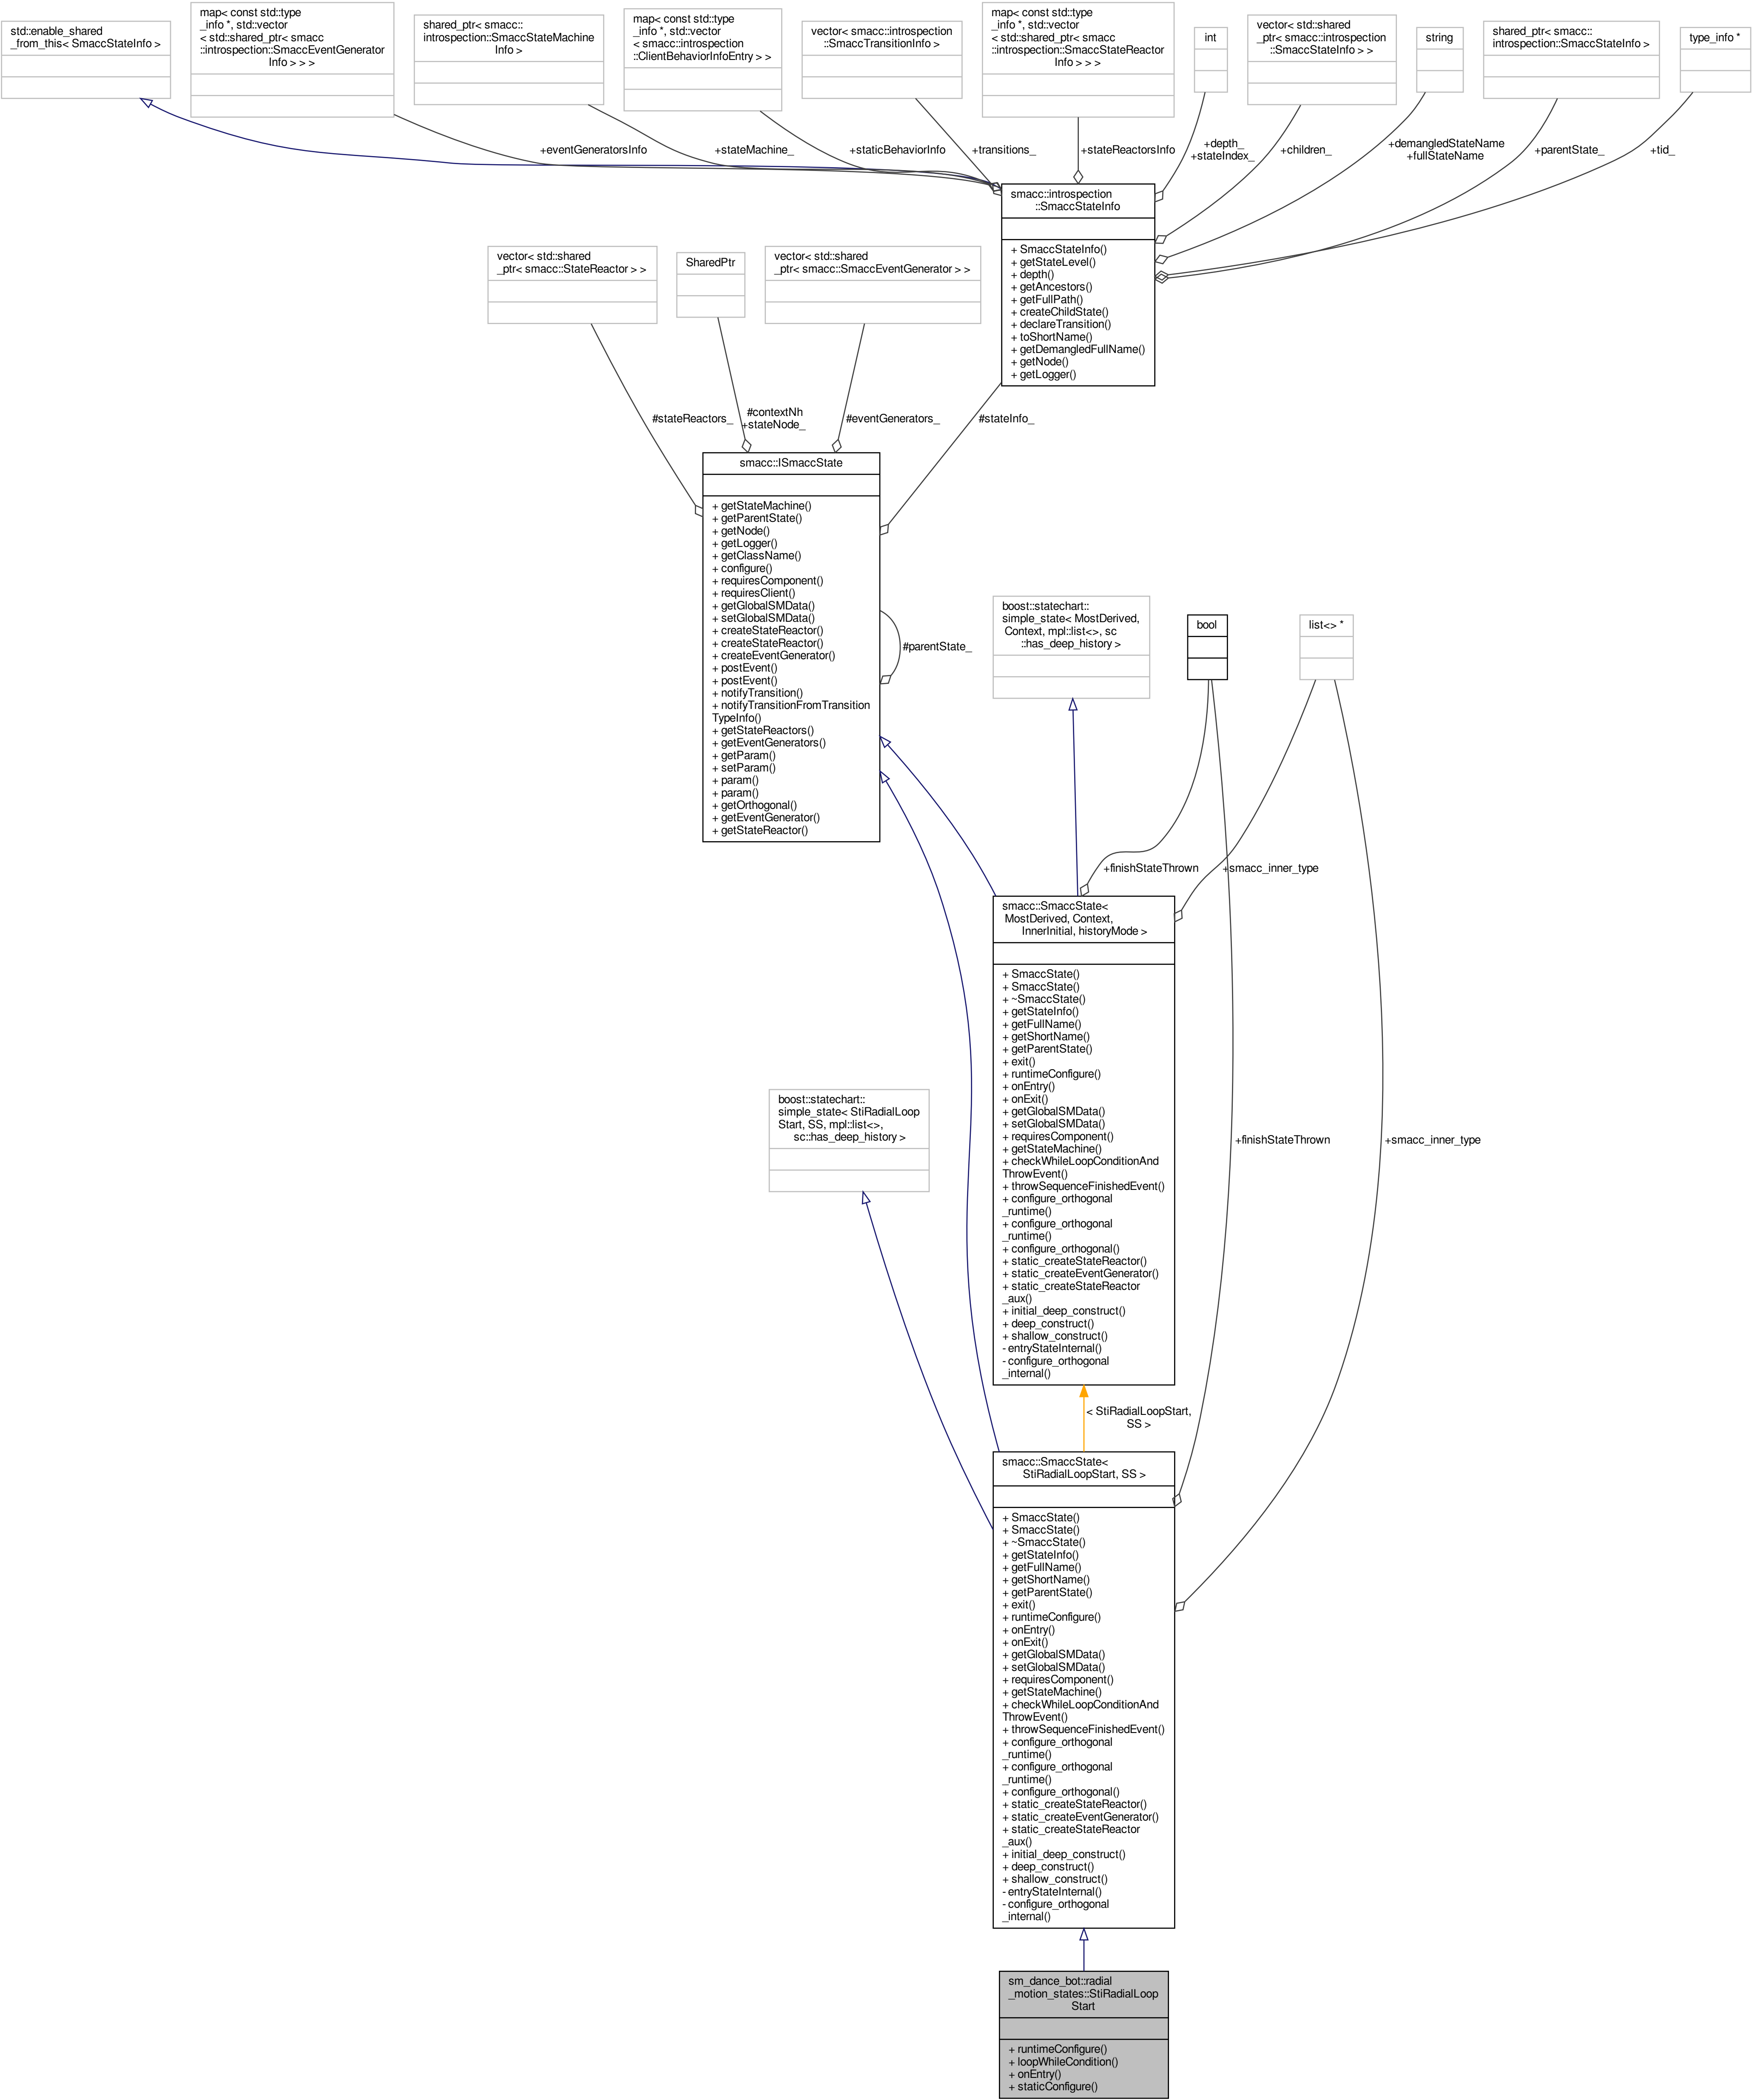 std::enable_shared
_from_this< SmaccStateInfo >
map< const std::type
_info *, std::vector
< std::shared_ptr< smacc
::introspection::SmaccEventGenerator
Info > > >
shared_ptr< smacc::
introspection::SmaccStateMachine
Info >
map< const std::type
_info *, std::vector
< smacc::introspection
::ClientBehaviorInfoEntry > >
vector< smacc::introspection
::SmaccTransitionInfo >
map< const std::type
_info *, std::vector
< std::shared_ptr< smacc
::introspection::SmaccStateReactor
Info > > >
int
vector< std::shared
_ptr< smacc::introspection
::SmaccStateInfo > >
string
shared_ptr< smacc::
introspection::SmaccStateInfo >
type_info *
+eventGeneratorsInfo
+stateMachine_
+staticBehaviorInfo
+transitions_
+stateReactorsInfo
+depth_
+stateIndex_
+children_
+demangledStateName
+fullStateName
+parentState_
+tid_
smacc::introspection
::SmaccStateInfo
+ SmaccStateInfo()
+ getStateLevel()
+ depth()
+ getAncestors()
+ getFullPath()
+ createChildState()
+ declareTransition()
+ toShortName()
+ getDemangledFullName()
+ getNode()
+ getLogger()
vector< std::shared
_ptr< smacc::StateReactor > >
SharedPtr
vector< std::shared
_ptr< smacc::SmaccEventGenerator > >
#stateReactors_
#contextNh
+stateNode_
#eventGenerators_
#stateInfo_
smacc::ISmaccState
+ getStateMachine()
+ getParentState()
+ getNode()
+ getLogger()
+ getClassName()
+ configure()
+ requiresComponent()
+ requiresClient()
+ getGlobalSMData()
+ setGlobalSMData()
+ createStateReactor()
+ createStateReactor()
+ createEventGenerator()
+ postEvent()
+ postEvent()
+ notifyTransition()
+ notifyTransitionFromTransition
TypeInfo()
+ getStateReactors()
+ getEventGenerators()
+ getParam()
+ setParam()
+ param()
+ param()
+ getOrthogonal()
+ getEventGenerator()
+ getStateReactor()
#parentState_
boost::statechart::
simple_state< MostDerived,
Context, mpl::list<>, sc
::has_deep_history >
bool
list<> *
+finishStateThrown
+smacc_inner_type
smacc::SmaccState<
MostDerived, Context,
InnerInitial, historyMode >
+ SmaccState()
+ SmaccState()
+ ~SmaccState()
+ getStateInfo()
+ getFullName()
+ getShortName()
+ getParentState()
+ exit()
+ runtimeConfigure()
+ onEntry()
+ onExit()
+ getGlobalSMData()
+ setGlobalSMData()
+ requiresComponent()
+ getStateMachine()
+ checkWhileLoopConditionAnd
ThrowEvent()
+ throwSequenceFinishedEvent()
+ configure_orthogonal
_runtime()
+ configure_orthogonal
_runtime()
+ configure_orthogonal()
+ static_createStateReactor()
+ static_createEventGenerator()
+ static_createStateReactor
_aux()
+ initial_deep_construct()
+ deep_construct()
+ shallow_construct()
- entryStateInternal()
- configure_orthogonal
_internal()
boost::statechart::
simple_state< StiRadialLoop
Start, SS, mpl::list<>,
sc::has_deep_history >
+finishStateThrown
+smacc_inner_type
< StiRadialLoopStart,
SS >
smacc::SmaccState<
StiRadialLoopStart, SS >
+ SmaccState()
+ SmaccState()
+ ~SmaccState()
+ getStateInfo()
+ getFullName()
+ getShortName()
+ getParentState()
+ exit()
+ runtimeConfigure()
+ onEntry()
+ onExit()
+ getGlobalSMData()
+ setGlobalSMData()
+ requiresComponent()
+ getStateMachine()
+ checkWhileLoopConditionAnd
ThrowEvent()
+ throwSequenceFinishedEvent()
+ configure_orthogonal
_runtime()
+ configure_orthogonal
_runtime()
+ configure_orthogonal()
+ static_createStateReactor()
+ static_createEventGenerator()
+ static_createStateReactor
_aux()
+ initial_deep_construct()
+ deep_construct()
+ shallow_construct()
- entryStateInternal()
- configure_orthogonal
_internal()
sm_dance_bot::radial
_motion_states::StiRadialLoop
Start
+ runtimeConfigure()
+ loopWhileCondition()
+ onEntry()
+ staticConfigure()